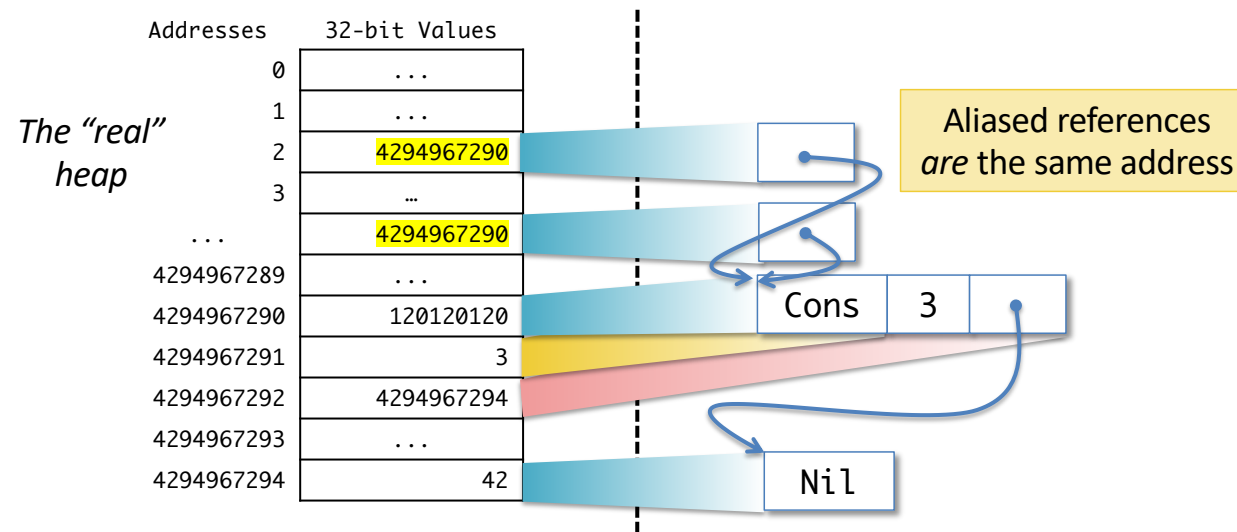 Addresses 32-bit Values
0 ...
The “real”
heap
1 ...
2 4294967290
3 …
... 4294967290
4294967289 ...
4294967290 120120120
4294967291 3
4294967292 4294967294
4294967293 ...
4294967294 42
Aliased references
are the same address
Cons 3
Nil